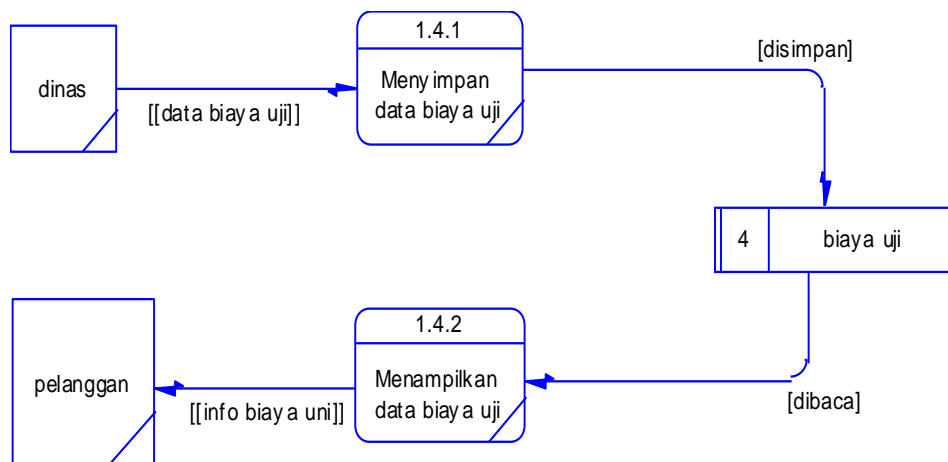 1.4.1
[disimpan]
dinas
Menyimpan
data biaya uji
[[data biaya uji]]
4
biaya uji
1.4.2
pelanggan
Menampilkan
data biaya uji
[[info biaya uni]]
[dibaca]